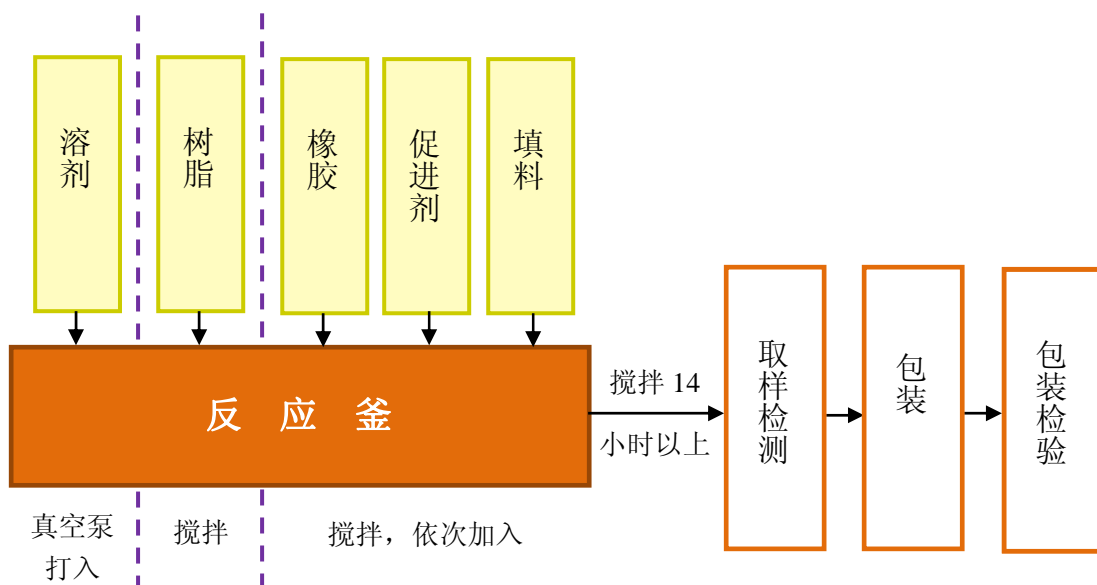 溶剂
树脂
橡胶
促进剂
填料
反应釜
搅拌 14
小时以上
取样检测
包装
包装检验
真空泵
打入
搅拌
搅拌，依次加入